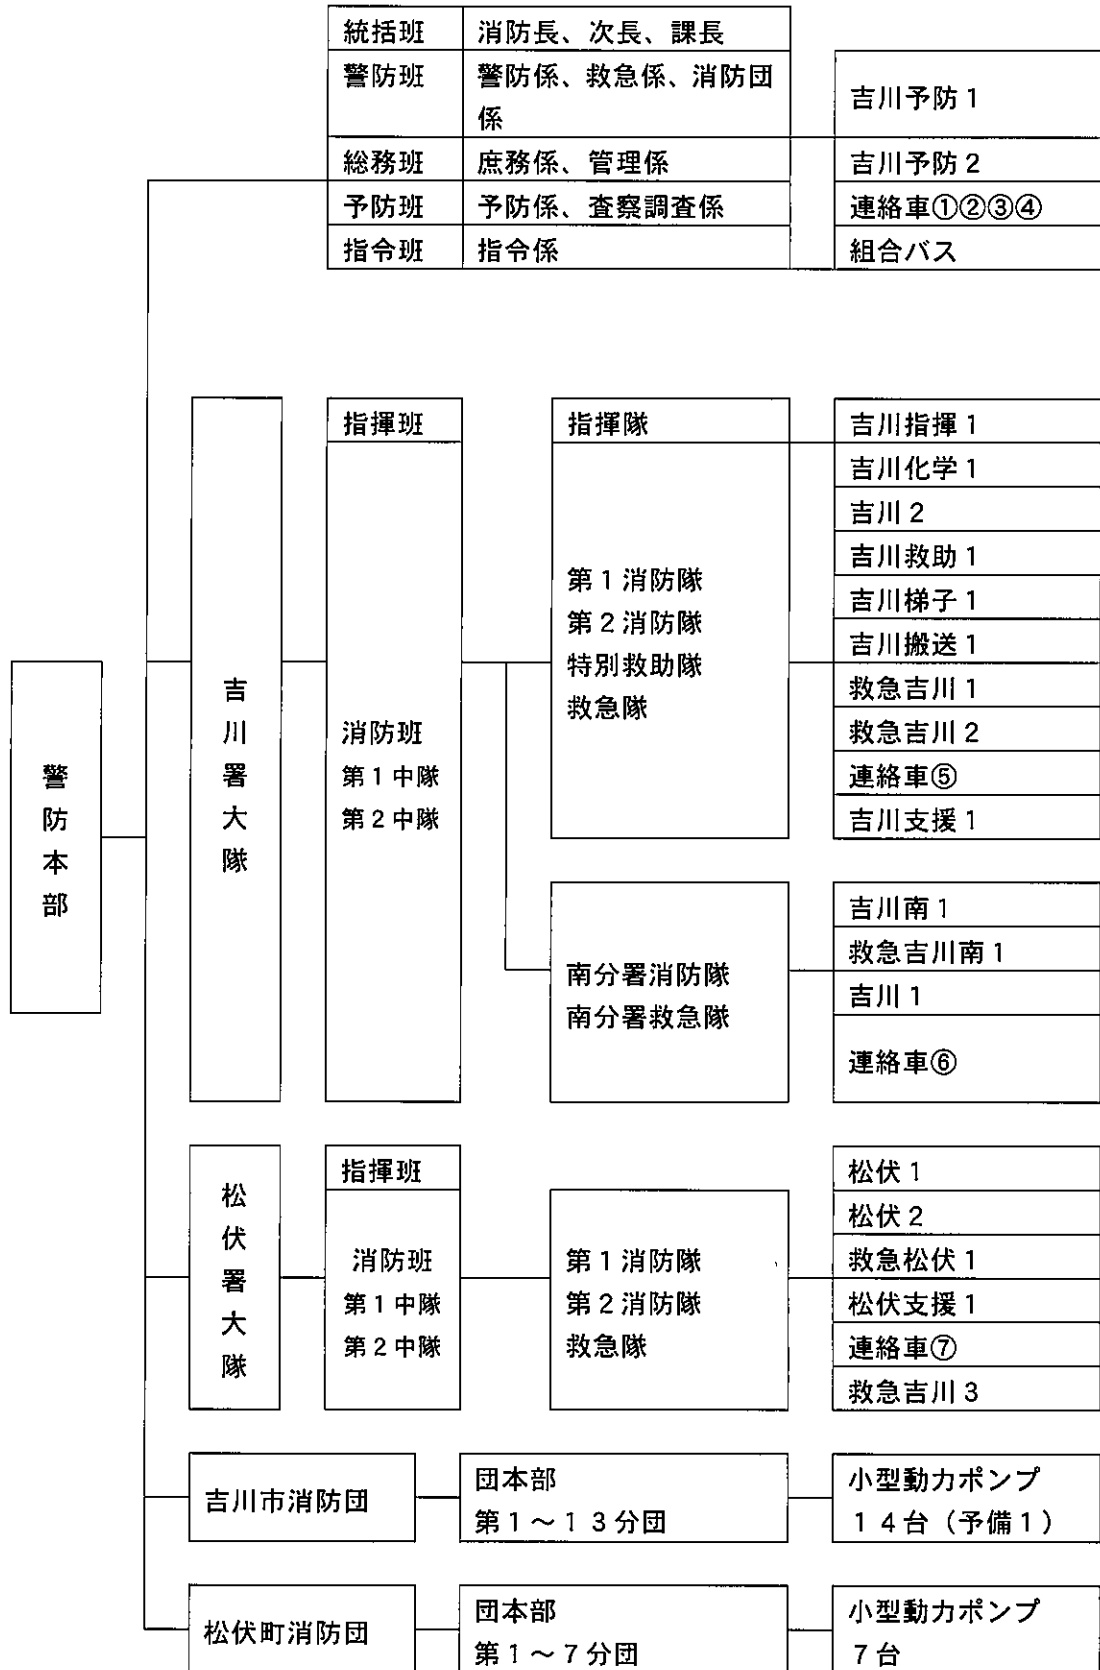 統括班 消防長、次長、課長
警防班 警防係、救急係、消防団
係
総務班 庶務係、管理係
予防班 予防係、査察調査係
指令班 指令係
吉川予防1
吉川予防2
連絡車①②③④
組合バス
警防本部
吉川署大隊
指揮班
消防班
第1中隊
第2中隊
指揮隊
第1消防隊
第2消防隊
特別救助隊
救急隊
吉川指揮1
吉川化学1
吉川2
吉川救助1
吉川梯子1
吉川搬送1
救急吉川1
救急吉川2
連絡車⑤
吉川支援1
南分署消防隊
南分署救急隊
吉川南1
救急吉川南1
吉川1
連絡車⑥
松伏署大隊
指揮班
消防班
第1中隊
第2中隊
第1消防隊
第2消防隊
救急隊
松伏1
松伏2
救急松伏1
松伏支援1
連絡車⑦
救急吉川3
吉川市消防団
団本部
第1～13分団
小型動力ポンプ
14台（予備1）
松伏町消防団
団本部
第1～7分団
小型動力ポンプ
7台